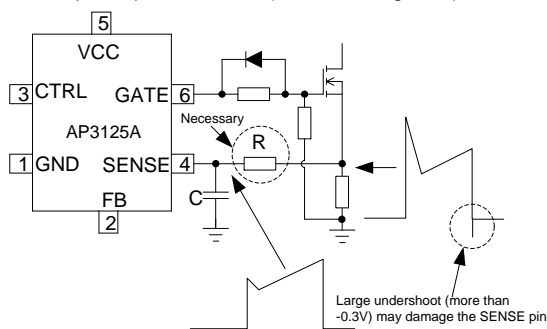 5
VCC
3 CTRL GATE 6
Necessary
AP3125A
R
1 GND SENSE 4
FB
C
2
Large undershoot (more than
-0.3V) may damage the SENSE pin